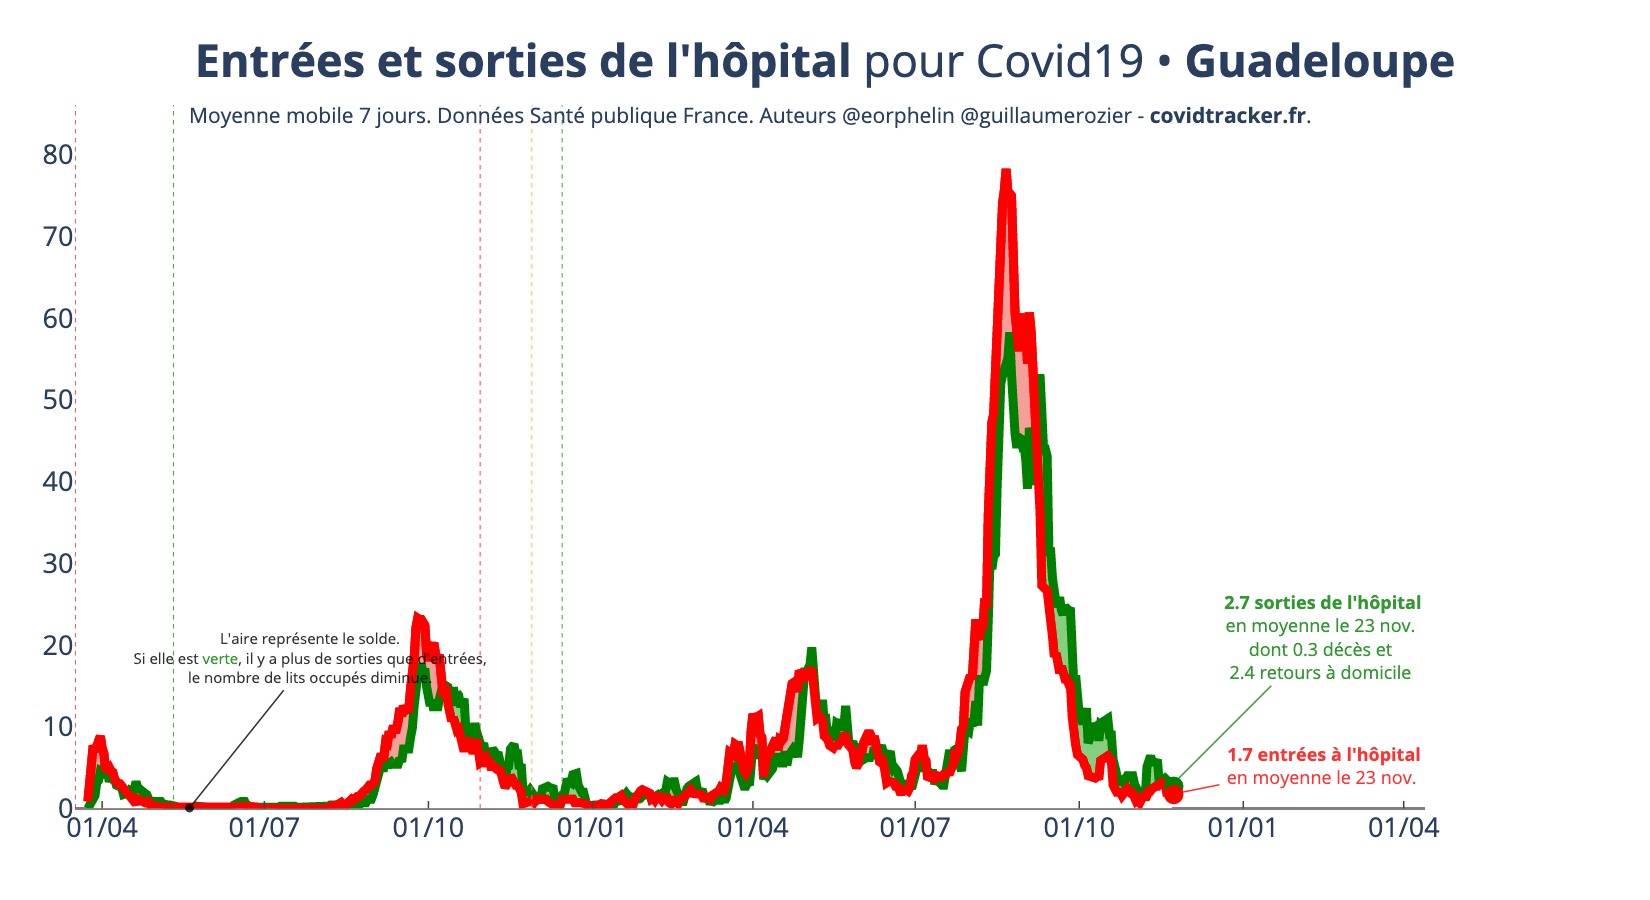 Entrées et sorties de l'hôpital pour Covid19 • Guadeloupe
Moyenne mobile 7 jours. Données Santé publique France. Auteurs @eorphelin @guillaumerozier - covidtracker.fr.
80
70
60
50
40
30
20
10
0
L'aire représente le solde.
Si elle est verte, il y a plus de sorties que d'entrées,
le nombre de lits occupés diminue.
2.7 sorties de l'hôpital
en moyenne le 23 nov.
dont 0.3 décès et
2.4 retours à domicile
1.7 entrées à l'hôpital
en moyenne le 23 nov.
01/04 01/07 01/10 01/01 01/04 01/07 01/10 01/01 01/04